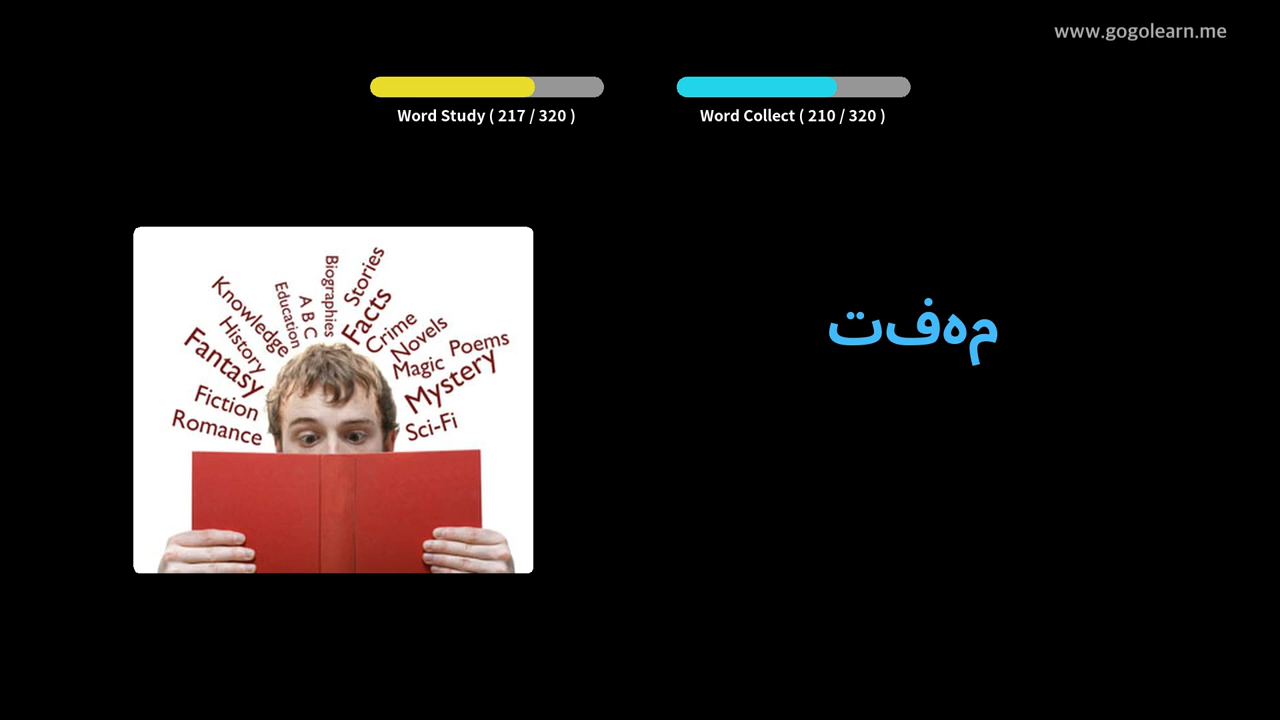 www.gogolearn.me
Word Study ( 217 / 320 )
Word Collect ( 210 / 320 )
Biographies
Stories
Education
A B C
Facts
Knowledge
Crime
History
Novels
Poems
Fantasy
Magic
Mystery
Fiction
Romance
Sci-Fi
مهفت